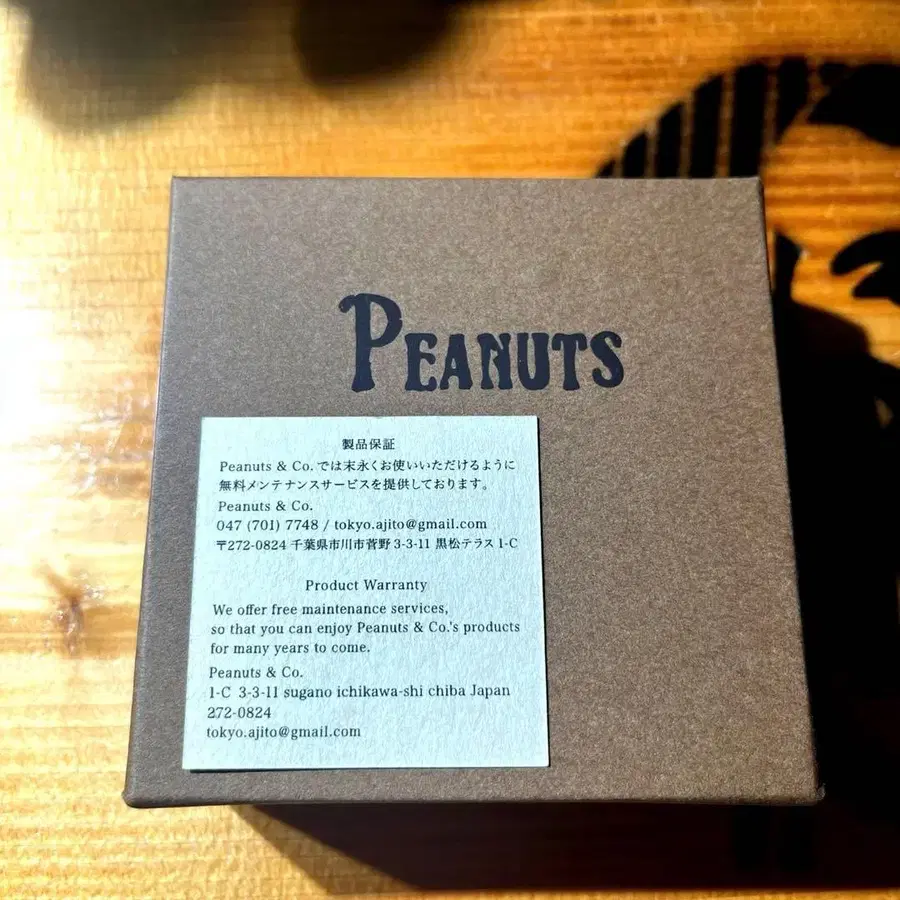 PEANUTS
製品保証
Peanuts & Co. では末永くお使いいただけるように
無料メンテナンスサービスを提供しております。
Peanuts & Co.
047 (701) 7748 / tokyo.ajito@gmail.com
〒272-0824 千葉県市川市菅野 3-3-11 黒松テラス 1-C
Product Warranty
We offer free maintenance services,
so that you can enjoy Peanuts & Co.'s products
for many years to come.
Peanuts & Co.
1-C 3-3-11 sugano ichikawa-shi chiba Japan
272-0824
tokyo.ajito@gmail.com